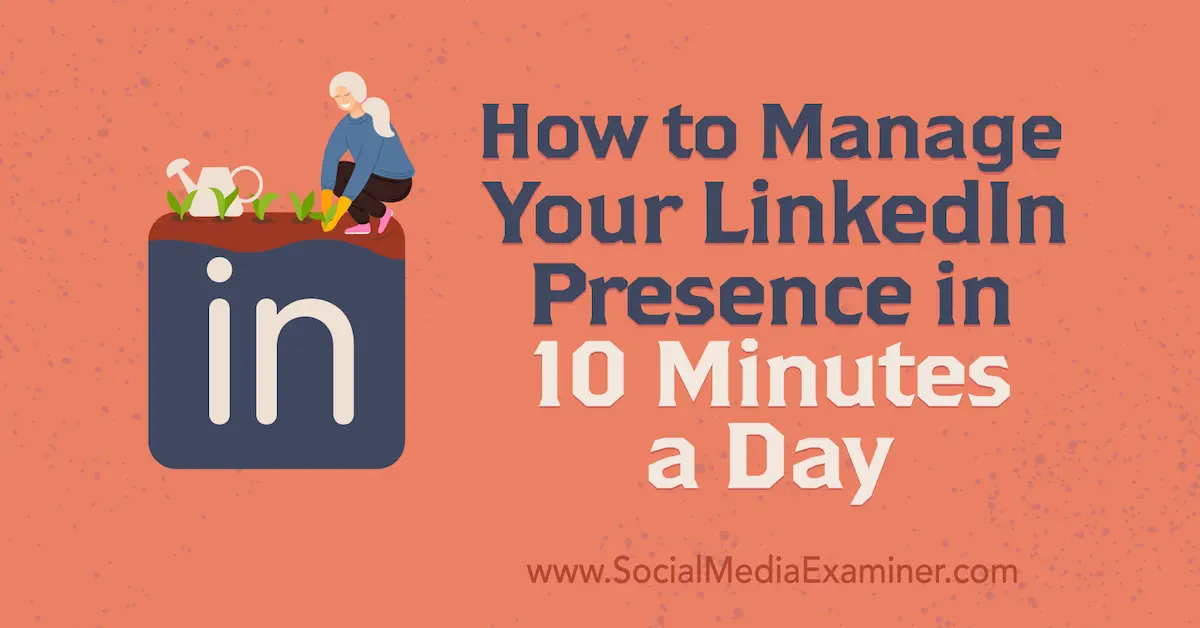 in
How to Manage
Your LinkedIn
Presence in
10 Minutes
a Day
www.SocialMediaExaminer.com